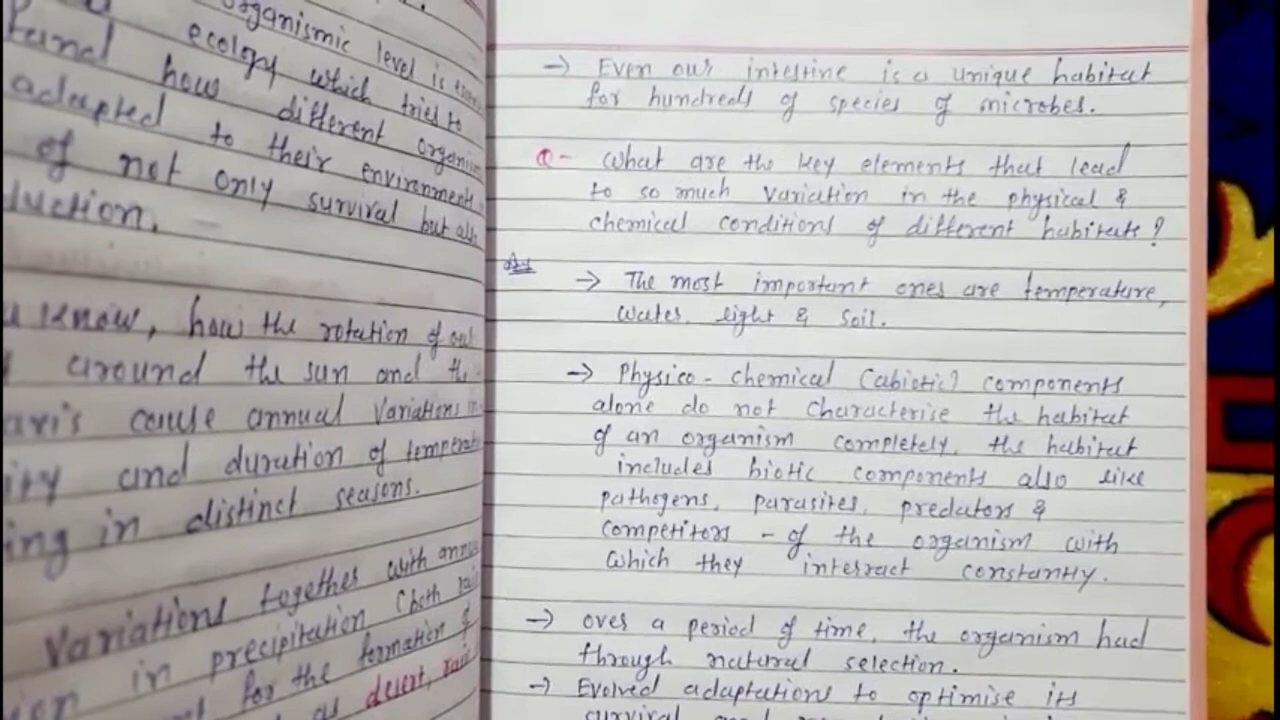 organismic level is
ecology which tries to
how different
adapted to their environments
of not only survival but also
duction.
know, how the rotation of our
around the sun and the
axis cause annual Variations
and duration of
ing in distinct seasons.
Variations together with
in precipitation (both
for the formation of
as desert,
→ Even our intestine is a unique habitat
for hundreds of species of microbes.
Q- What are the key elements that lead
to so much variation in the physical &
chemical conditions of different habitats?
→ The most important ones are temperature,
water, light & soil.
→ Physico-chemical (abiotic) components
alone do not characterise the habitat
of an organism completely, the habitat
includes biotic components also like
pathogens, parasites, predators &
competitors - of the organism with
which they interract constantly.
→ over a period of time, the organism had
through natural selection.
→ Evolved adaptations to optimise its
survival and